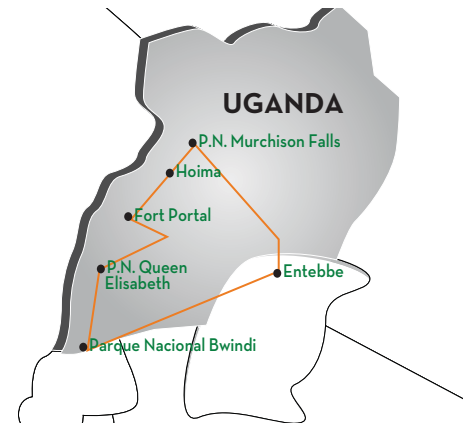 UGANDA
P.N. Murchison Falls
Hoima
Fort Portal
P.N. Queen
Elisabeth
Entebbe
Parque Nacional Bwindi